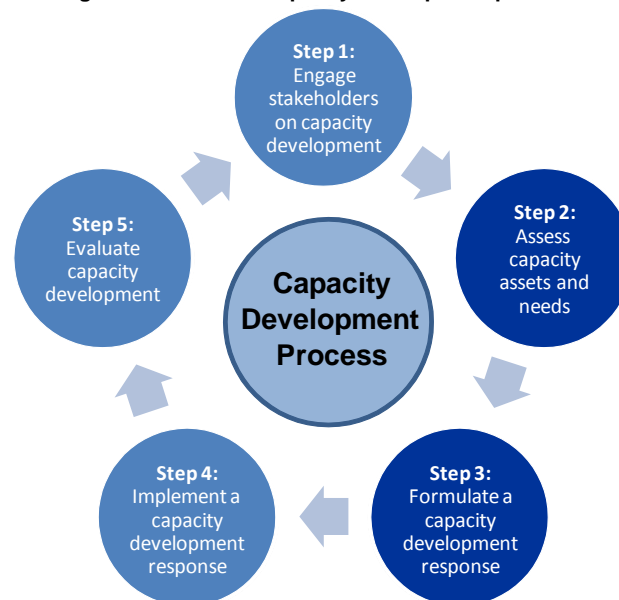 Step 1:
Engage
stakeholders
on capacity
development
Step 2:
Assess
capacity
assets and
needs
Step 3:
Formulate a
capacity
development
response
Step 4:
Implement a
capacity
development
response
Step 5:
Evaluate
capacity
development
Capacity
Development
Process